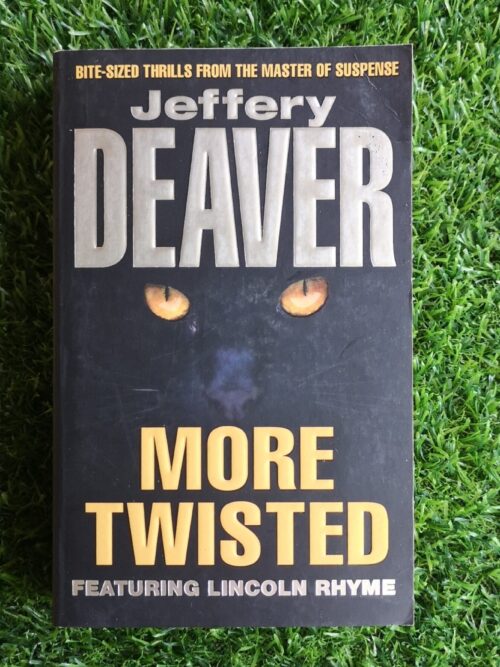 BITE-SIZED THRILLS FROM THE MASTER OF SUSPENSE
Jeffery
DEAVER
MORE
TWISTED
FEATURING LINCOLN RHYME